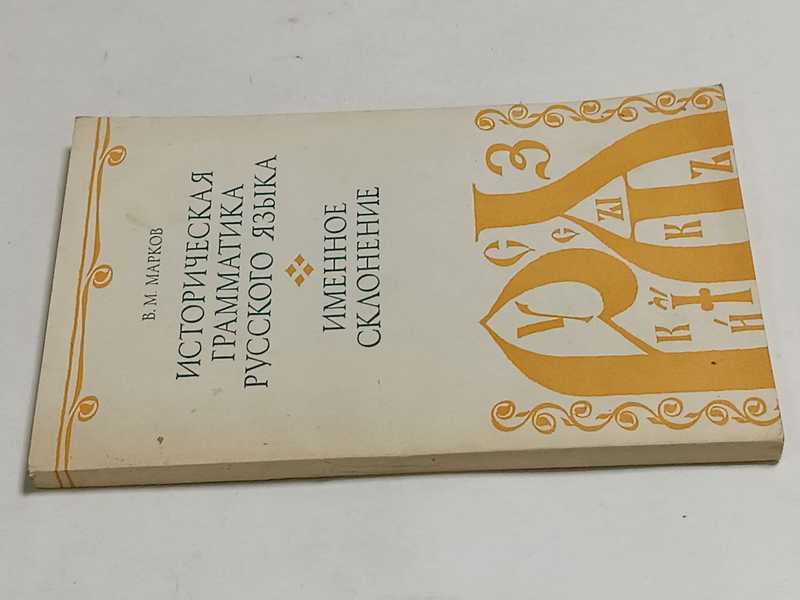 В. М. МАРКОВ
ИСТОРИЧЕСКАЯ
ГРАММАТИКА
РУССКОГО ЯЗЫКА
ИМЕННОЕ
СКЛОНЕНИЕ